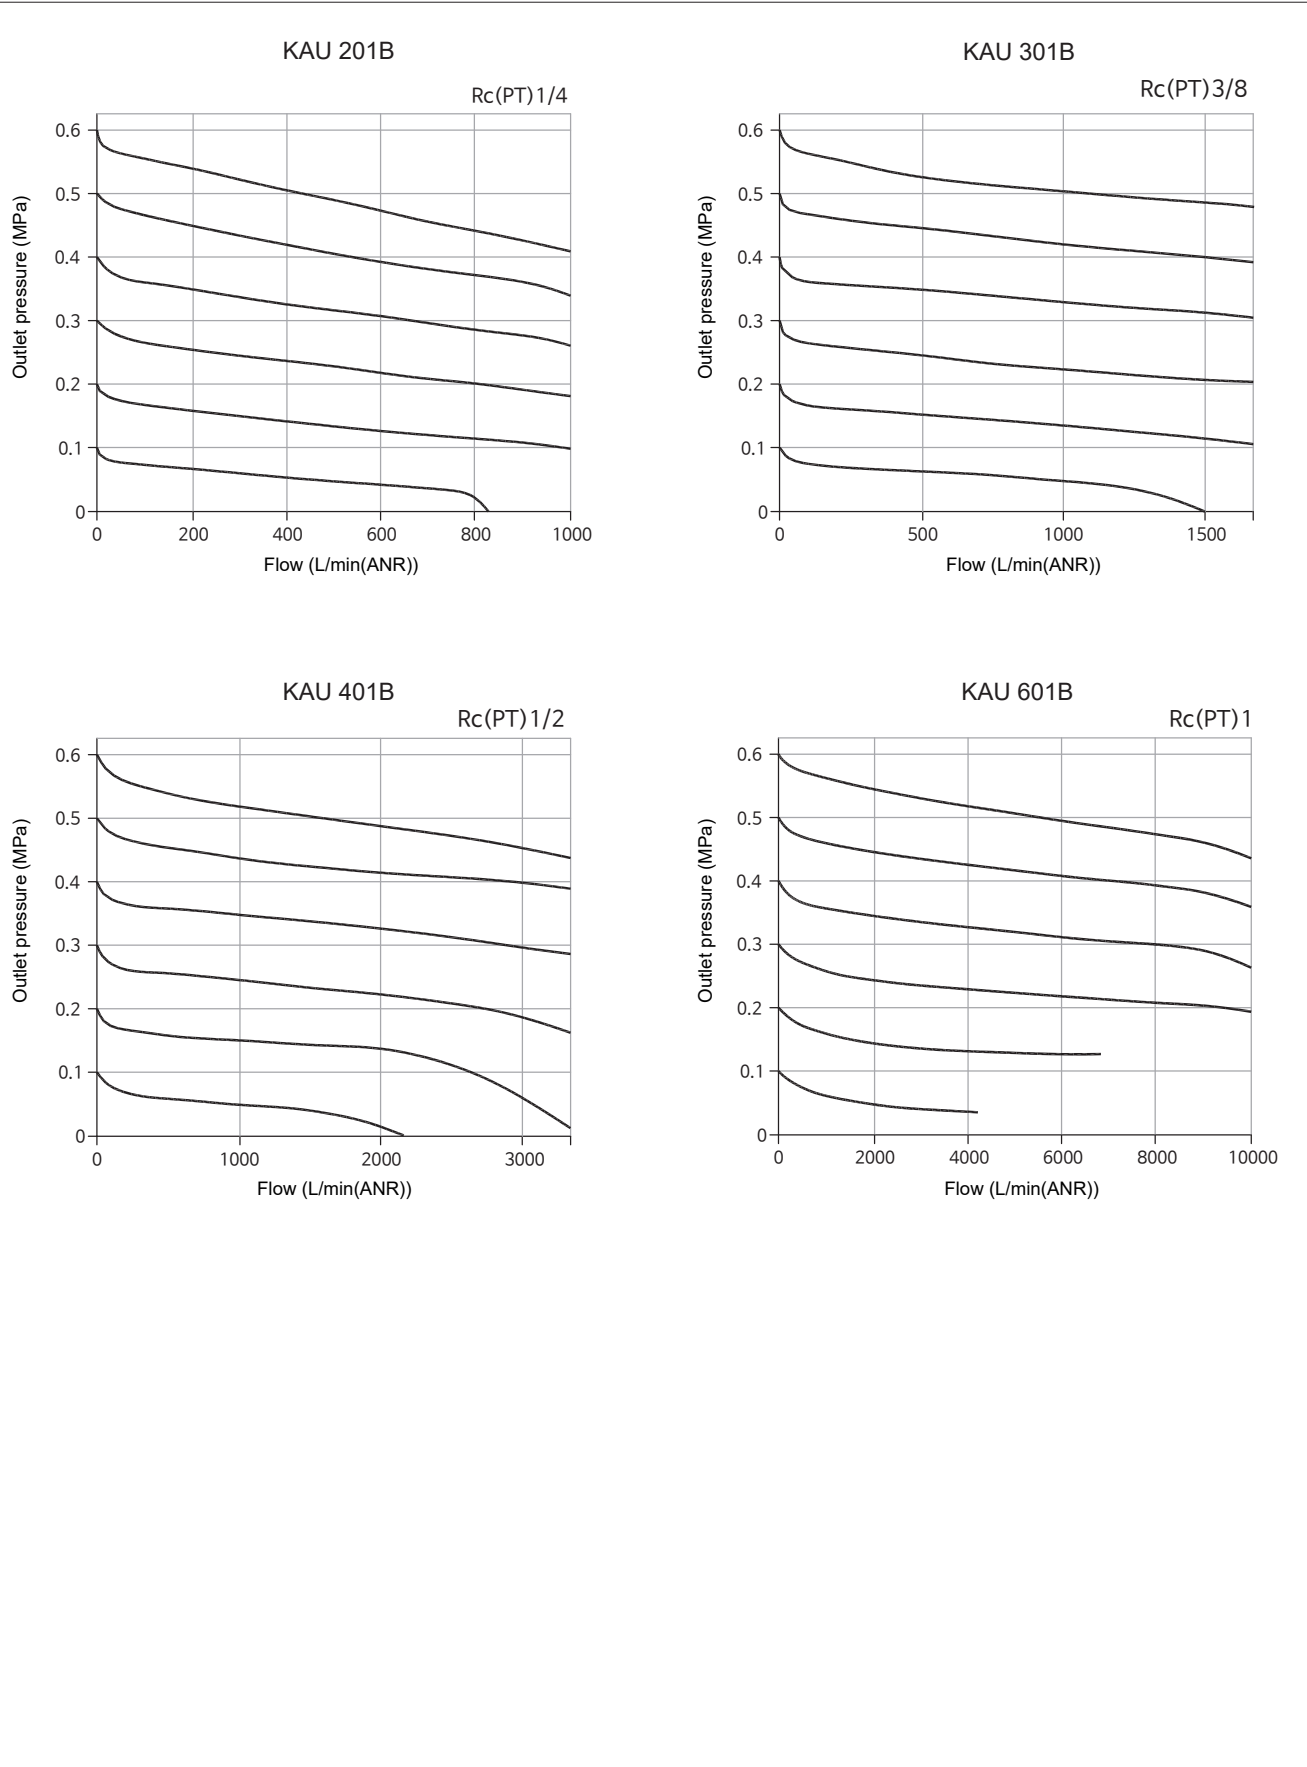 KAU 201B
Rc(PT)1/4
Outlet pressure (MPa)
0.6
0.5
0.4
0.3
0.2
0.1
0
0 200 400 600 800 1000
Flow (L/min(ANR))
KAU 301B
Rc(PT)3/8
Outlet pressure (MPa)
0.6
0.5
0.4
0.3
0.2
0.1
0
0 500 1000 1500
Flow (L/min(ANR))
KAU 401B
Rc(PT)1/2
Outlet pressure (MPa)
0.6
0.5
0.4
0.3
0.2
0.1
0
0 1000 2000 3000
Flow (L/min(ANR))
KAU 601B
Rc(PT)1
Outlet pressure (MPa)
0.6
0.5
0.4
0.3
0.2
0.1
0
0 2000 4000 6000 8000 10000
Flow (L/min(ANR))